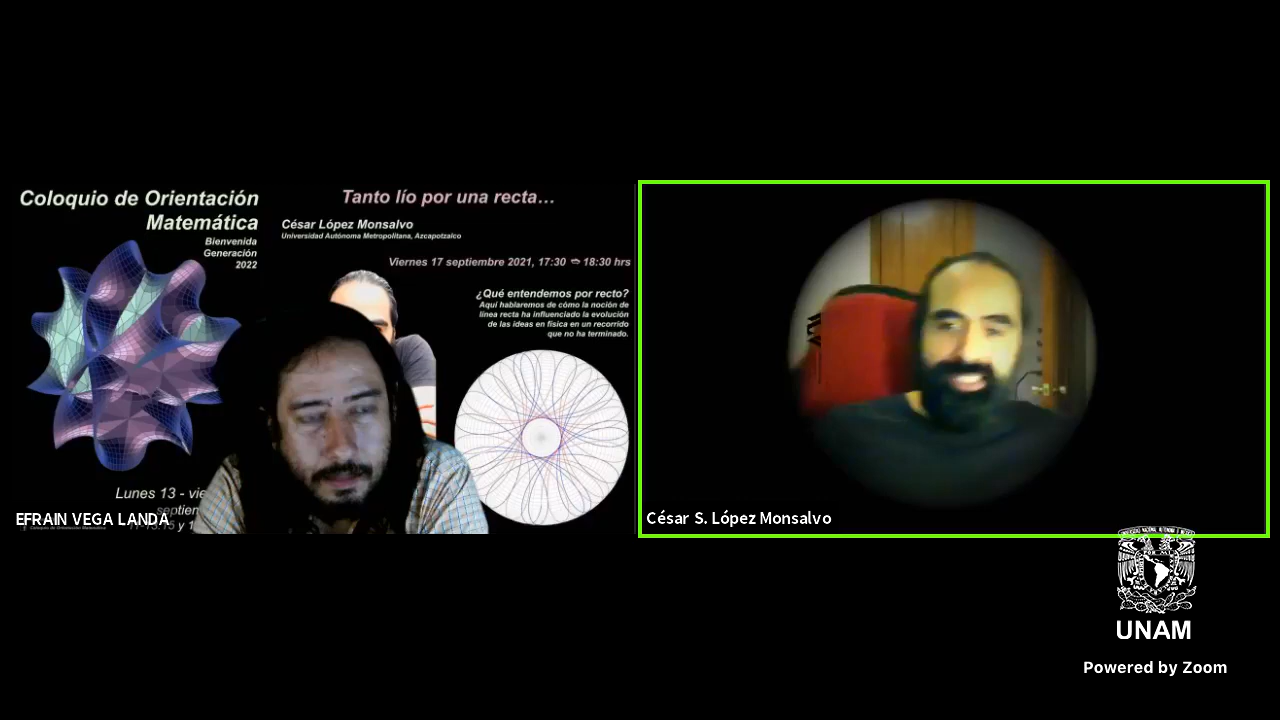 Coloquio de Orientación
Matemática
Bienvenida
Generación
2022
Lunes 13 - vie
septien
y 1
Tanto lío por una recta...
César López Monsalvo
Universidad Autónoma Metropolitana, Azcapotzalco
Viernes 17 septiembre 2021, 17:30 18:30 hrs
¿Qué entendemos por recto?
Aquí hablaremos de cómo la noción de
línea recta ha influenciado la evolución
de las ideas en física en un recorrido
que no ha terminado.
EFRAIN VEGA LANDA
César S. López Monsalvo
UNAM
Powered by Zoom